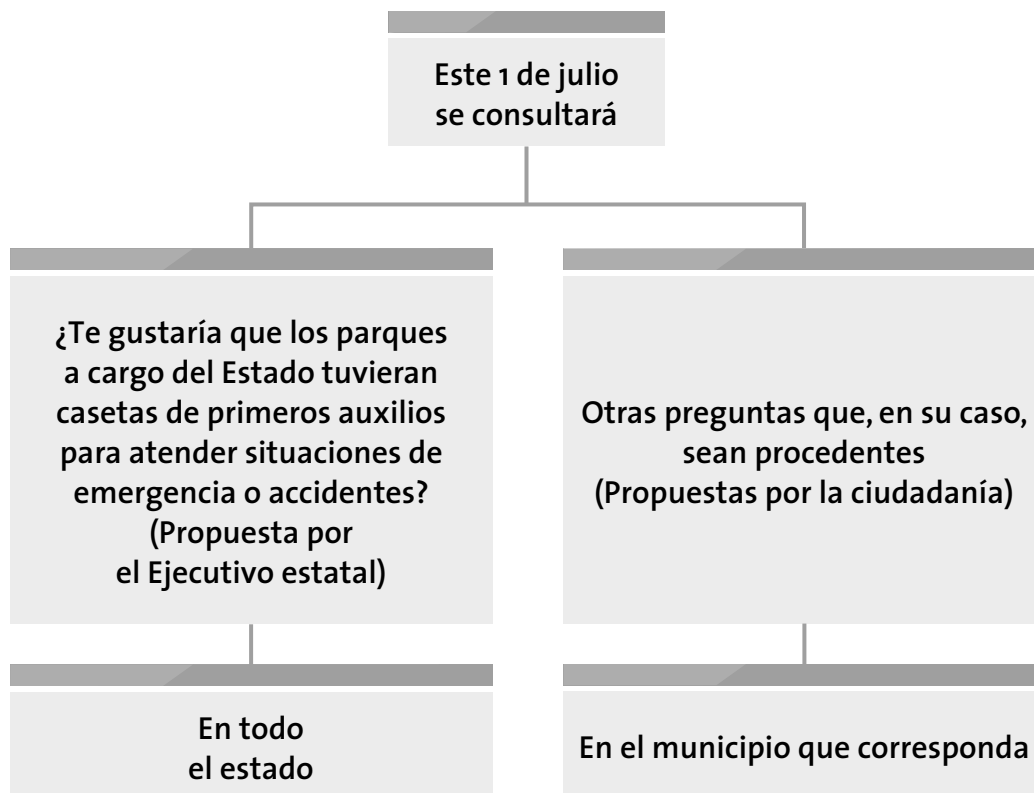 Este 1 de julio
se consultará
¿Te gustaría que los parques
a cargo del Estado tuvieran
casetas de primeros auxilios
para atender situaciones de
emergencia o accidentes?
(Propuesta por
el Ejecutivo estatal)
Otras preguntas que, en su caso,
sean procedentes
(Propuestas por la ciudadanía)
En todo
el estado
En el municipio que corresponda